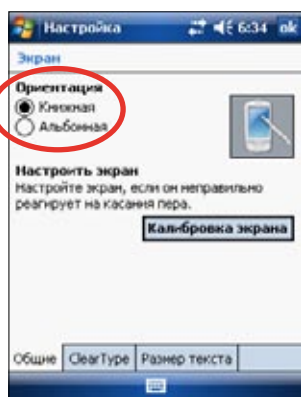 Настройка 6:34 ok
Экран
Ориентация
Книжная
Альбомная
Настроить экран
Настройте экран, если он неправильно
реагирует на касания пера.
Калибровка экрана
Общие ClearType Размер текста